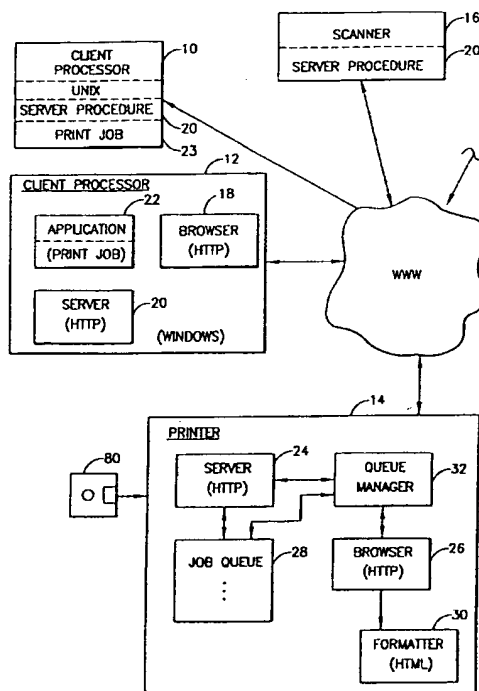 CLIENT
PROCESSOR
UNIX
SERVER PROCEDURE
PRINT JOB
10
20
23
SCANNER
SERVER PROCEDURE
16
20
12
CLIENT PROCESSOR
22
APPLICATION
(PRINT JOB)
18
BROWSER
(HTTP)
20
SERVER
(HTTP)
(WINDOWS)
WWW
14
PRINTER
80
24
SERVER
(HTTP)
QUEUE
MANAGER
32
JOB QUEUE
28
BROWSER
(HTTP)
26
30
FORMATTER
(HTML)